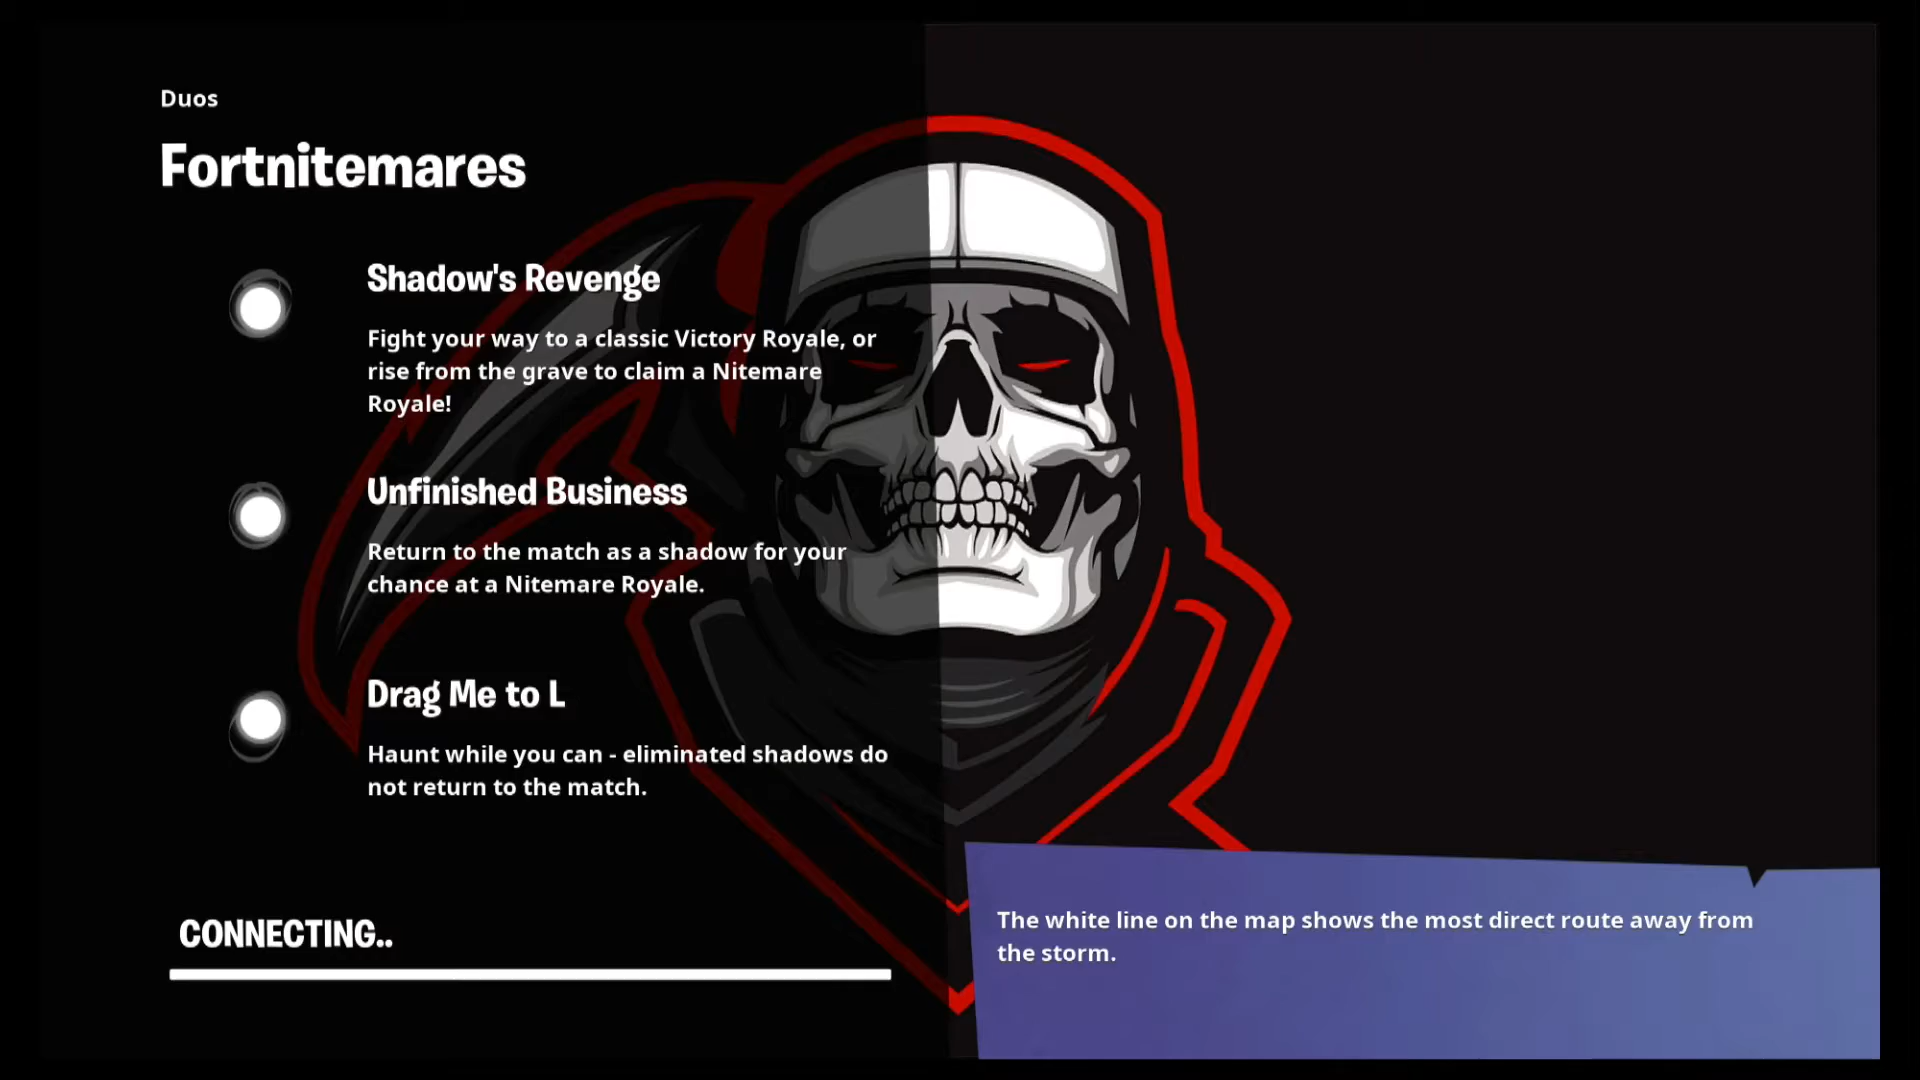 Duos
Fortnitemares
Shadow's Revenge
Fight your way to a classic Victory Royale, or
rise from the grave to claim a Nitemare
Royale!
Unfinished Business
Return to the match as a shadow for your
chance at a Nitemare Royale.
Drag Me to L
Haunt while you can - eliminated shadows do
not return to the match.
CONNECTING..
The white line on the map shows the most direct route away from
the storm.